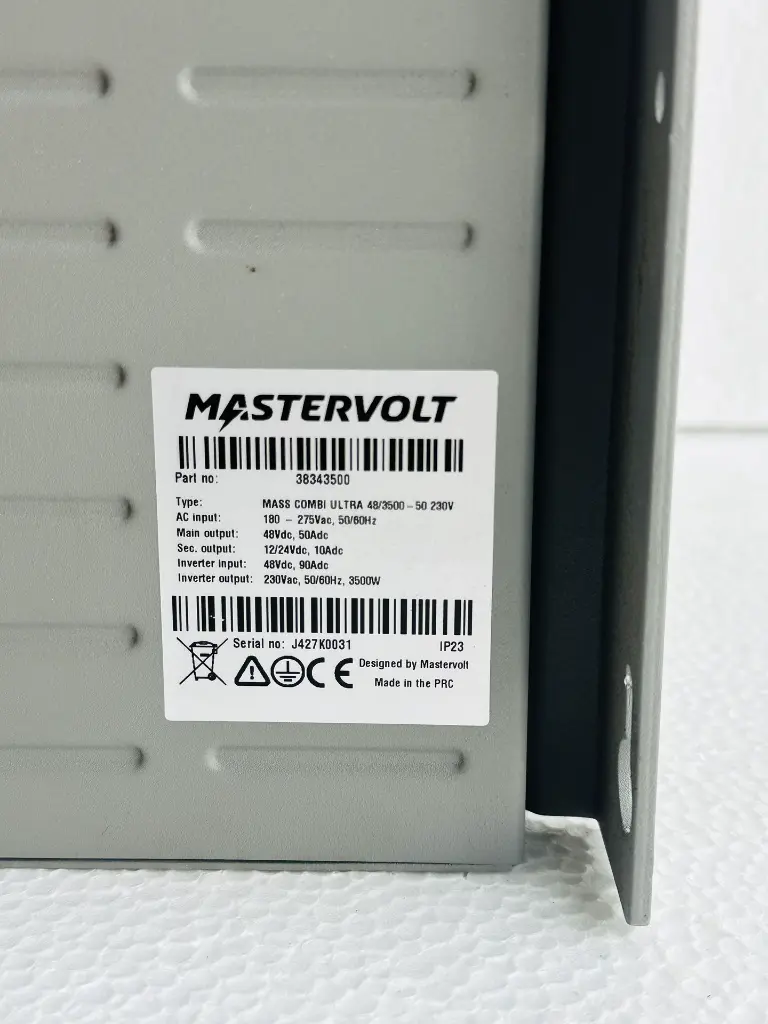 MASTERVOLT
Part no: 38343500
Type: MASS COMBI ULTRA 48/3500-50 230V
AC input: 180 - 275Vac, 50/60Hz
Main output: 48Vdc, 50Adc
Sec. output: 12/24Vdc, 10Adc
Inverter input: 48Vdc, 90Adc
Inverter output: 230Vac, 50/60Hz, 3500W
Serial no: J427K0031 IP23
CE Designed by Mastervolt
Made in the PRC